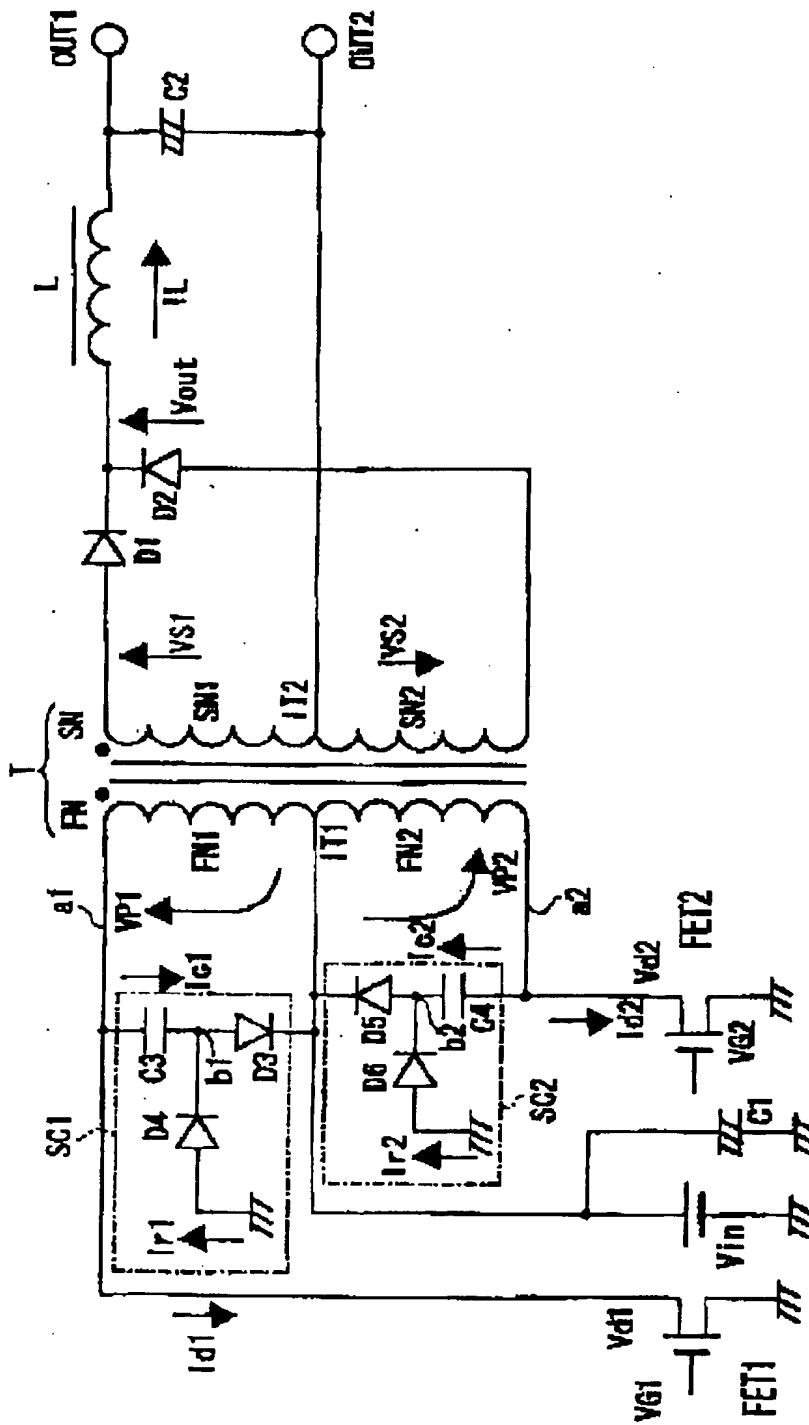 T
FN
SN
a1
VP1
FN1
SN1
VS1
D1
D2
Vout
L
IL
C2
OUT1
OUT2
SC1
Ir1
D4
C3
b1
D3
Ic1
Id1
IT1
IT2
FN2
SN2
VS2
VP2
a2
Ic2
D5
b2
C4
D6
Ir2
SC2
Id2
Vd2
VG2
FET2
C1
Vin
Vd1
VG1
FET1